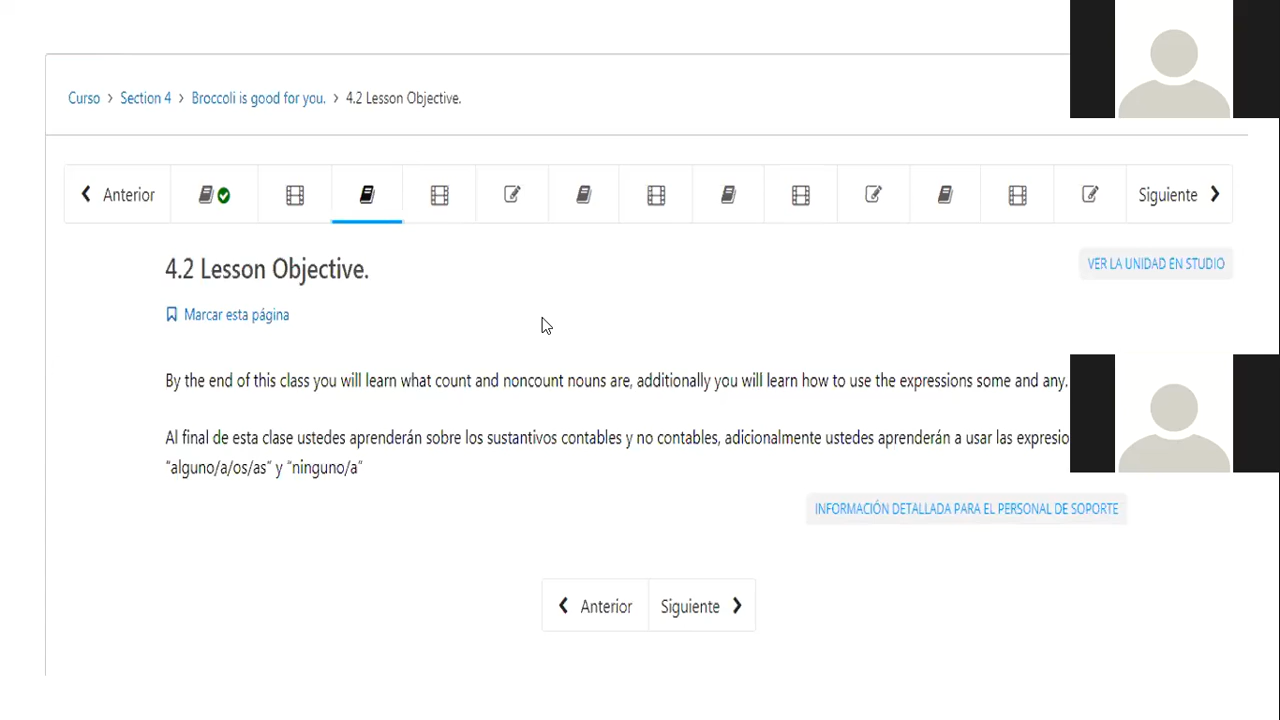 Curso > Section 4 > Broccoli is good for you. > 4.2 Lesson Objective.
Anterior
Siguiente
4.2 Lesson Objective.
VER LA UNIDAD EN STUDIO
Marcar esta página
By the end of this class you will learn what count and noncount nouns are, additionally you will learn how to use the expressions some and any.
Al final de esta clase ustedes aprenderán sobre los sustantivos contables y no contables, adicionalmente ustedes aprenderán a usar las
"alguno/a/os/as" y "ninguno/a"
INFORMACIÓN DETALLADA PARA EL PERSONAL DE SOPORTE
Anterior
Siguiente